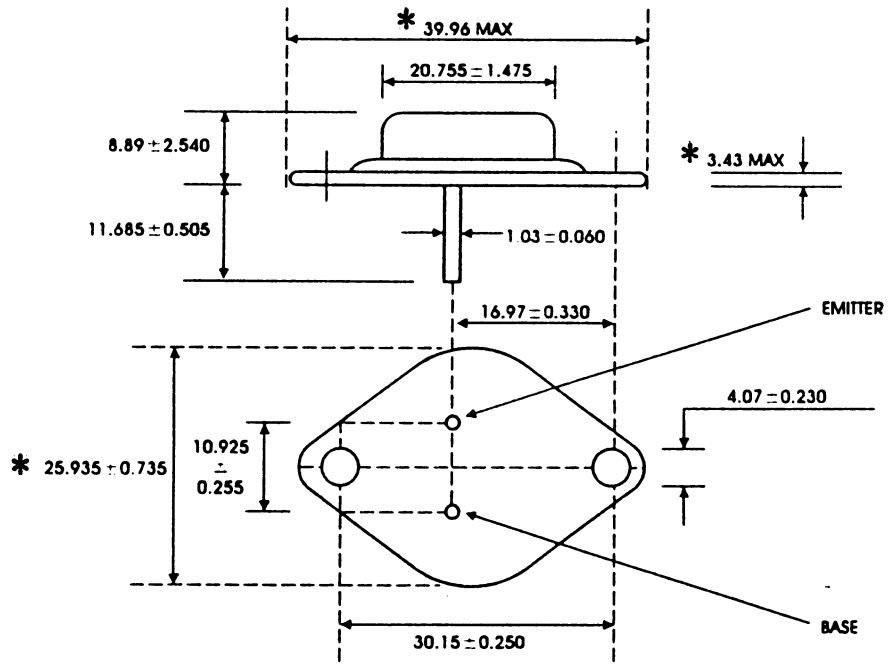 * 39.96 MAX
20.755±1.475
8.89±2.540
* 3.43 MAX
11.685±0.505
1.03±0.060
16.97±0.330
EMITTER
4.07±0.230
10.925
±
0.255
* 25.935±0.735
BASE
30.15±0.250